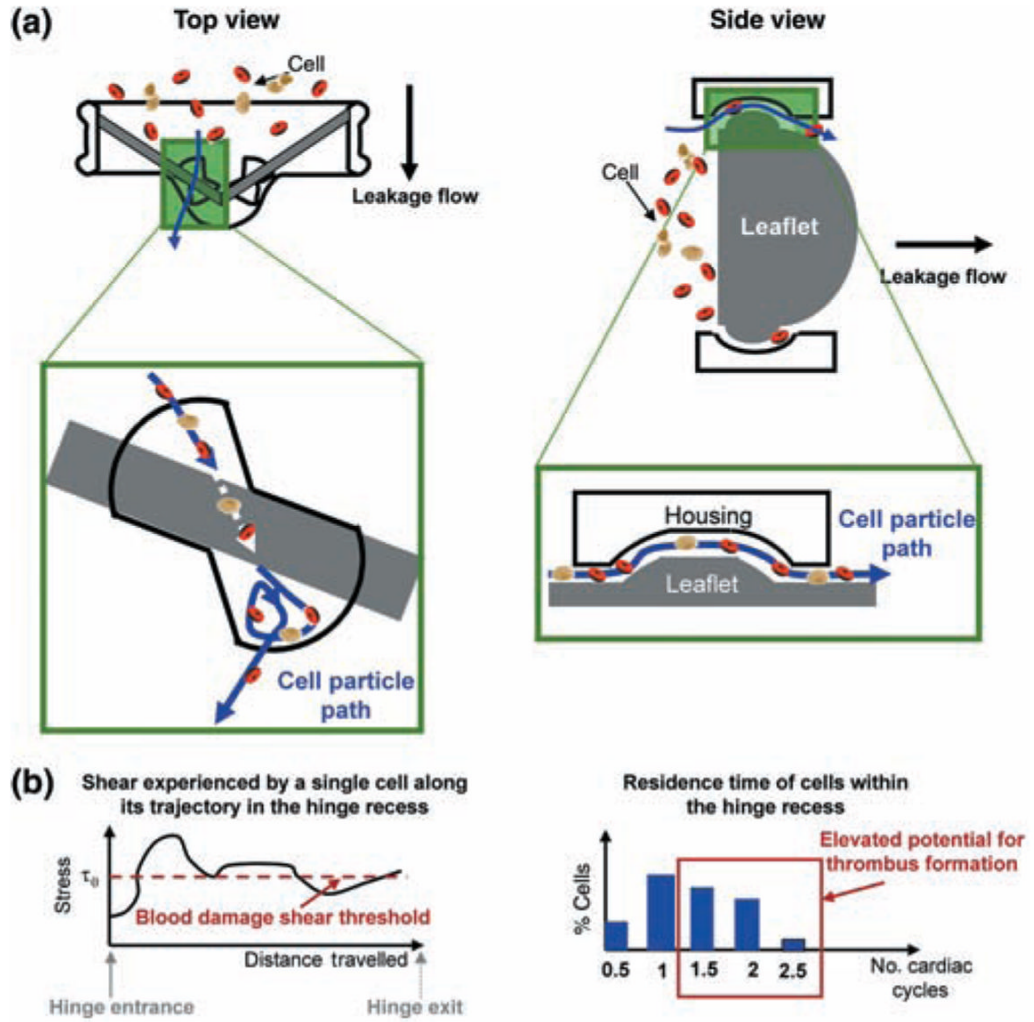 (a)
Top view
Cell
Leakage flow
Cell particle
path
Side view
Cell
Leaflet
Leakage flow
Housing
Leaflet
Cell particle
path
(b)
Shear experienced by a single cell along
its trajectory in the hinge recess
Stress
τ₀
Blood damage shear threshold
Distance travelled
Hinge entrance
Hinge exit
Residence time of cells within
the hinge recess
Elevated potential for
thrombus formation
% Cells
0.5 1 1.5 2 2.5
No. cardiac
cycles